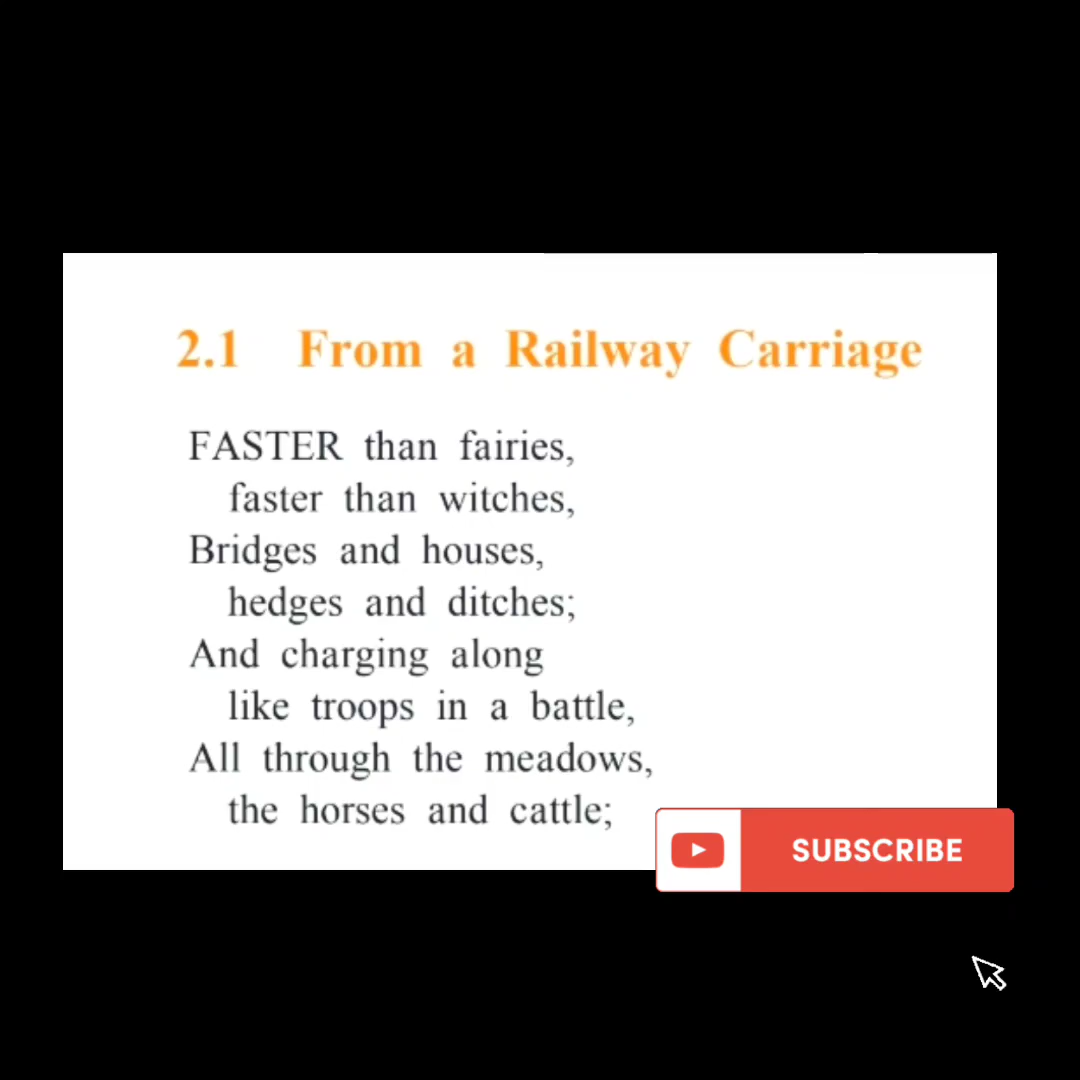 2.1 From a Railway Carriage
FASTER than fairies,
faster than witches,
Bridges and houses,
hedges and ditches;
And charging along
like troops in a battle,
All through the meadows,
the horses and cattle;
SUBSCRIBE